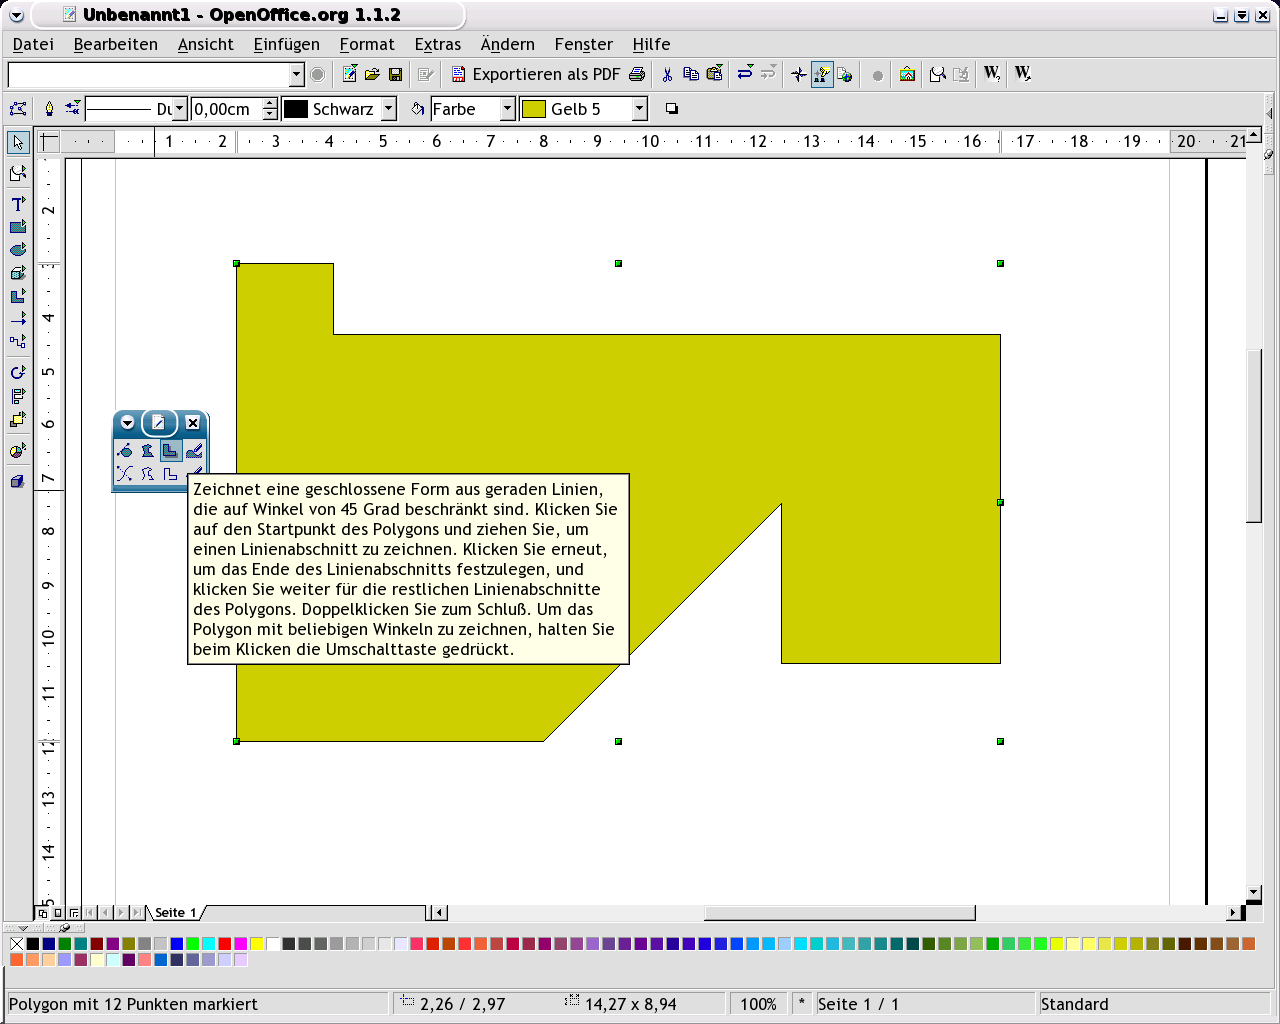 Unbenannt1 - OpenOffice.org 1.1.2
Datei Bearbeiten Ansicht Einfügen Format Extras Ändern Fenster Hilfe
Exportieren als PDF
0,00cm Schwarz Farbe Gelb 5
1 2 3 4 5 6 7 8 9 10 11 12 13 14 15 16 17 18 19 20 21
2
3
4
5
6
7
8
9
10
11
12
13
14
Zeichnet eine geschlossene Form aus geraden Linien,
die auf Winkel von 45 Grad beschränkt sind. Klicken Sie
auf den Startpunkt des Polygons und ziehen Sie, um
einen Linienabschnitt zu zeichnen. Klicken Sie erneut,
um das Ende des Linienabschnitts festzulegen, und
klicken Sie weiter für die restlichen Linienabschnitte
des Polygons. Doppelklicken Sie zum Schluß. Um das
Polygon mit beliebigen Winkeln zu zeichnen, halten Sie
beim Klicken die Umschalttaste gedrückt.
Seite 1
Polygon mit 12 Punkten markiert 2,26 / 2,97 14,27 x 8,94 100% * Seite 1 / 1 Standard